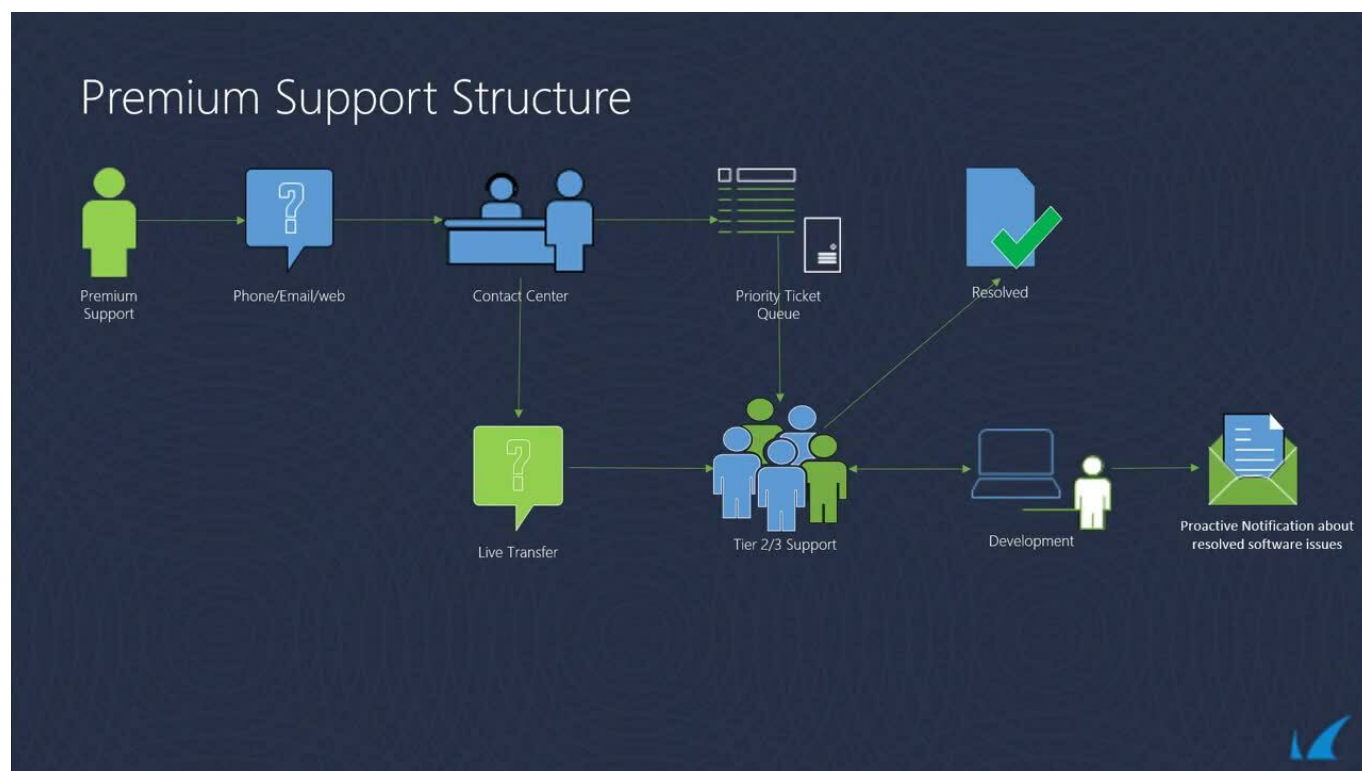 Premium Support Structure
Premium
Support
Phone/Email/web
Contact Center
Priority Ticket
Queue
Resolved
Live Transfer
Tier 2/3 Support
Development
Proactive Notification about
resolved software issues